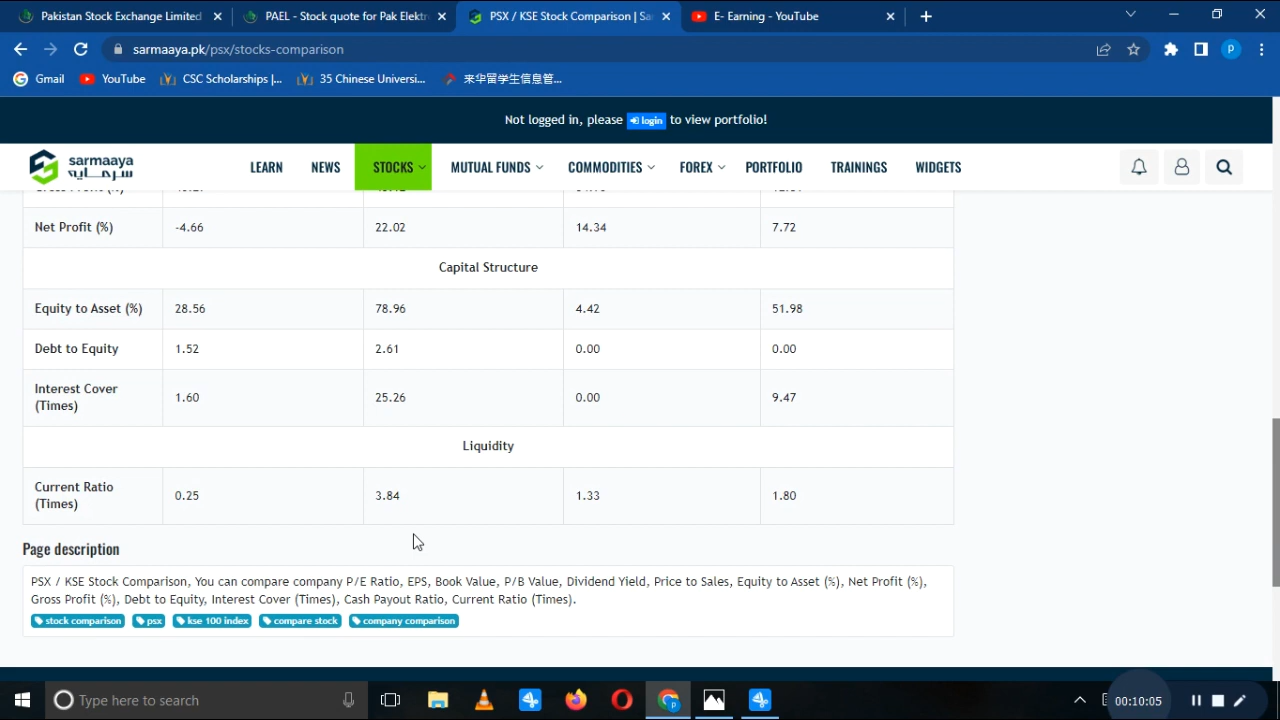 Pakistan Stock Exchange Limited
PAEL - Stock quote for Pak Elektr
PSX / KSE Stock Comparison | Sa
E- Earning - YouTube
sarmaaya.pk/psx/stocks-comparison
P
Gmail
YouTube
CSC Scholarships |...
35 Chinese Universi...
来华留学生信息管...
Not logged in, please login to view portfolio!
sarmaaya
سرمایہ
LEARN
NEWS
STOCKS
MUTUAL FUNDS
COMMODITIES
FOREX
PORTFOLIO
TRAININGS
WIDGETS
Net Profit (%) -4.66 22.02 14.34 7.72
Capital Structure
Equity to Asset (%) 28.56 78.96 4.42 51.98
Debt to Equity 1.52 2.61 0.00 0.00
Interest Cover
(Times) 1.60 25.26 0.00 9.47
Liquidity
Current Ratio
(Times) 0.25 3.84 1.33 1.80
Page description
PSX / KSE Stock Comparison, You can compare company P/E Ratio, EPS, Book Value, P/B Value, Dividend Yield, Price to Sales, Equity to Asset (%), Net Profit (%),
Gross Profit (%), Debt to Equity, Interest Cover (Times), Cash Payout Ratio, Current Ratio (Times).
stock comparison psx kse 100 index compare stock company comparison
Type here to search
00:10:05